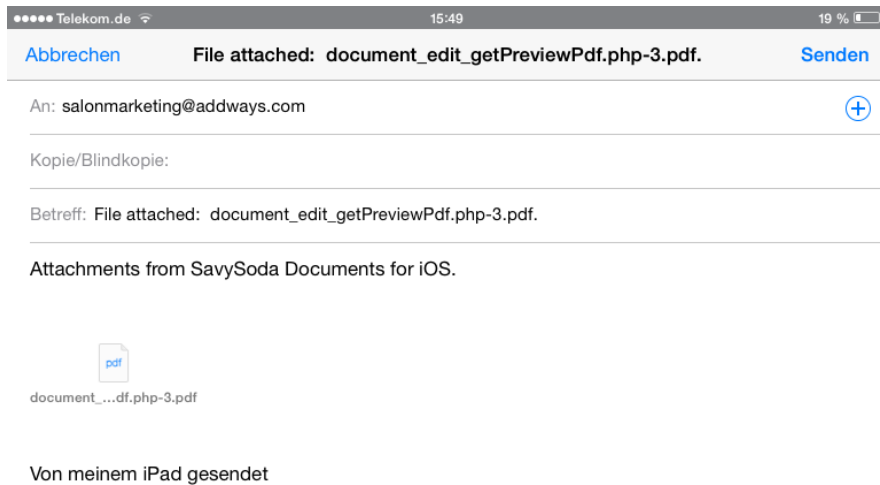 Telekom.de 15:49 19 %
Abbrechen File attached: document_edit_getPreviewPdf.php-3.pdf. Senden
An: salonmarketing@addways.com
Kopie/Blindkopie:
Betreff: File attached: document_edit_getPreviewPdf.php-3.pdf.
Attachments from SavySoda Documents for iOS.
pdf
document_...df.php-3.pdf
Von meinem iPad gesendet